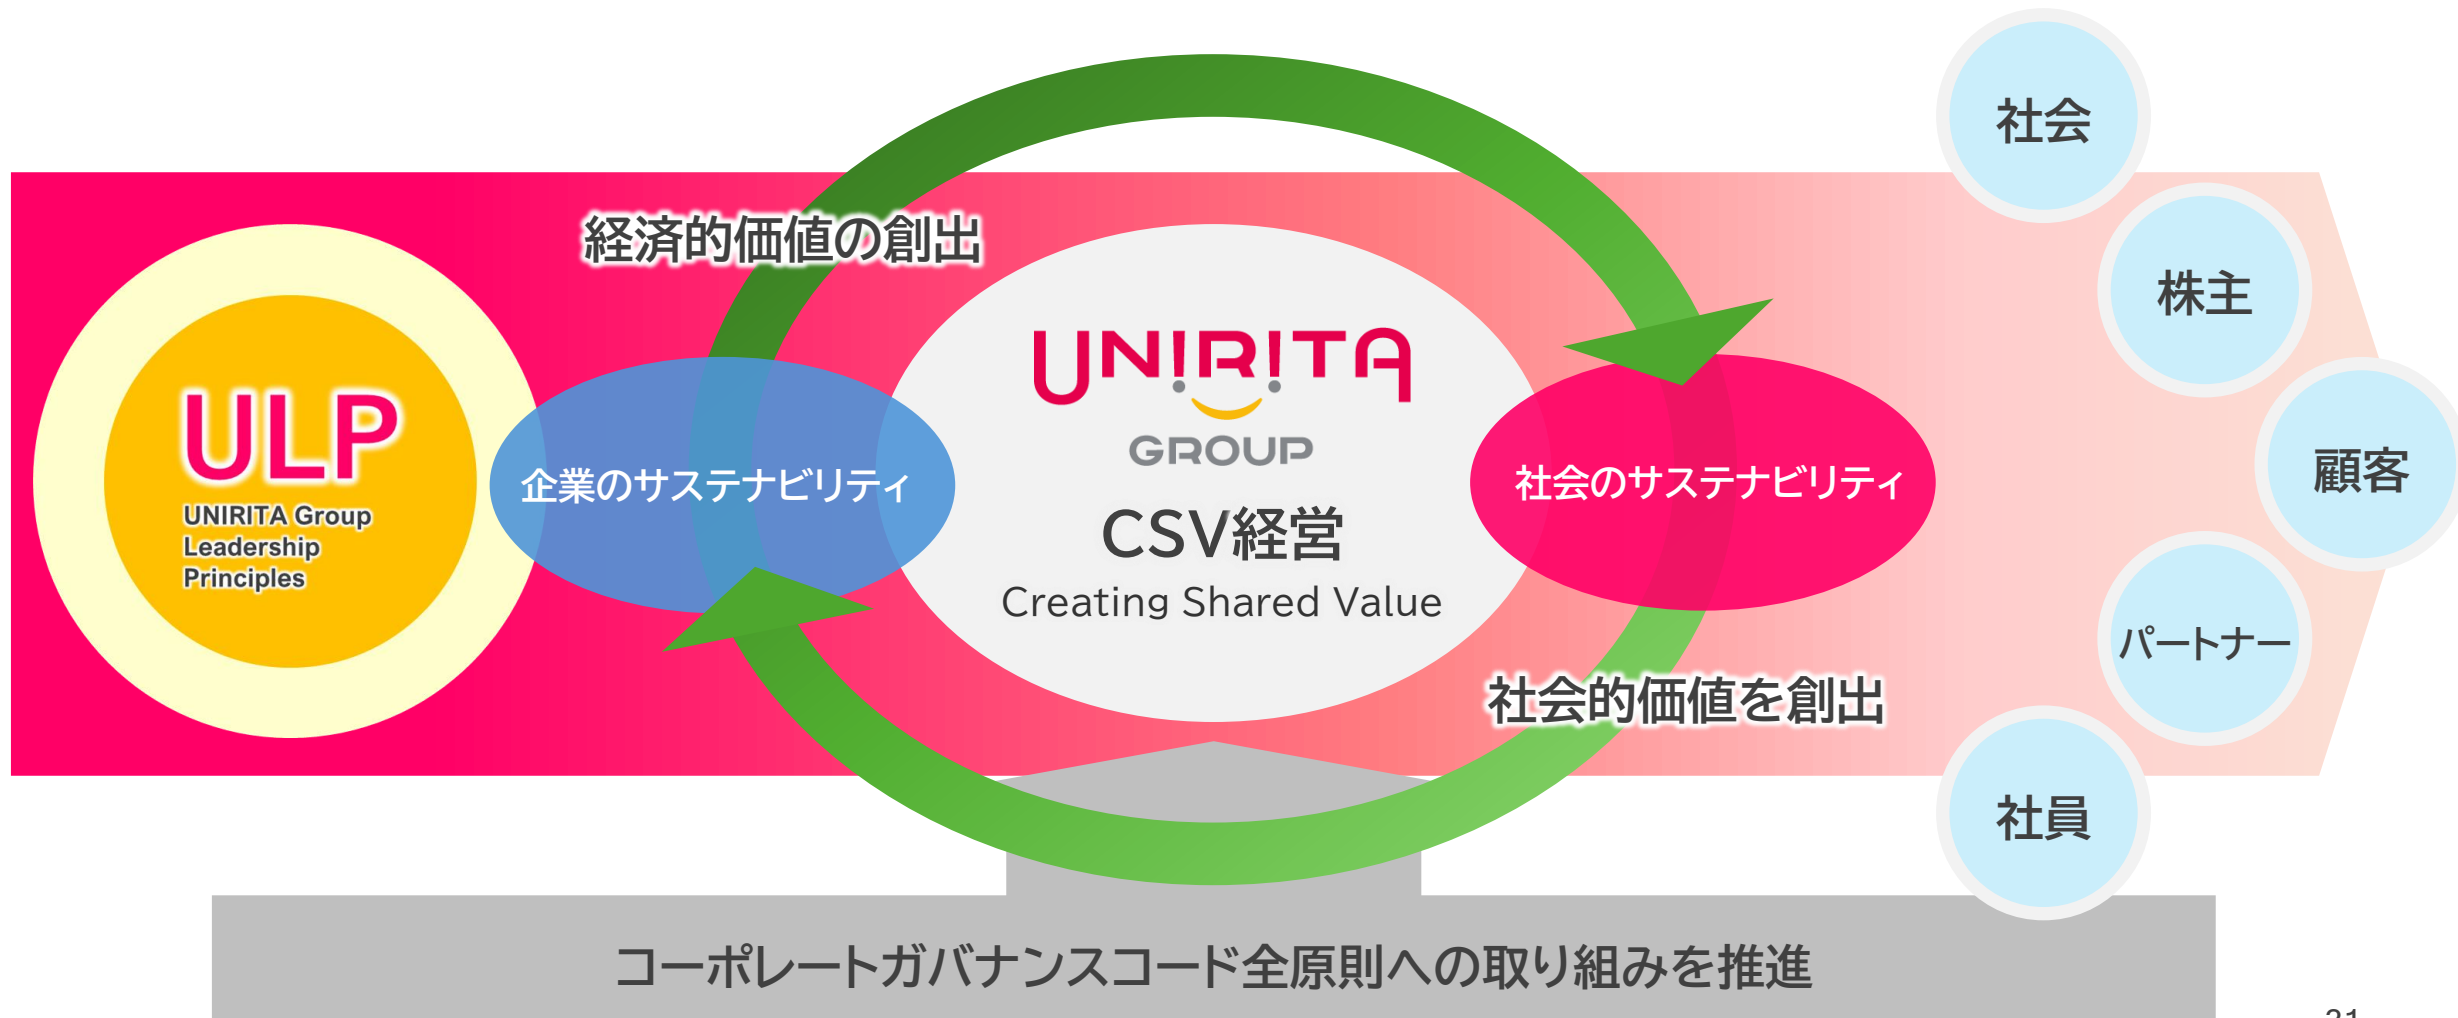 ULP
UNIRITA Group
Leadership
Principles
経済的価値の創出
企業のサステナビリティ
UNIRITA
GROUP
CSV経営
Creating Shared Value
社会のサステナビリティ
社会的価値を創出
社会
株主
顧客
パートナー
社員
コーポレートガバナンスコード全原則への取り組みを推進